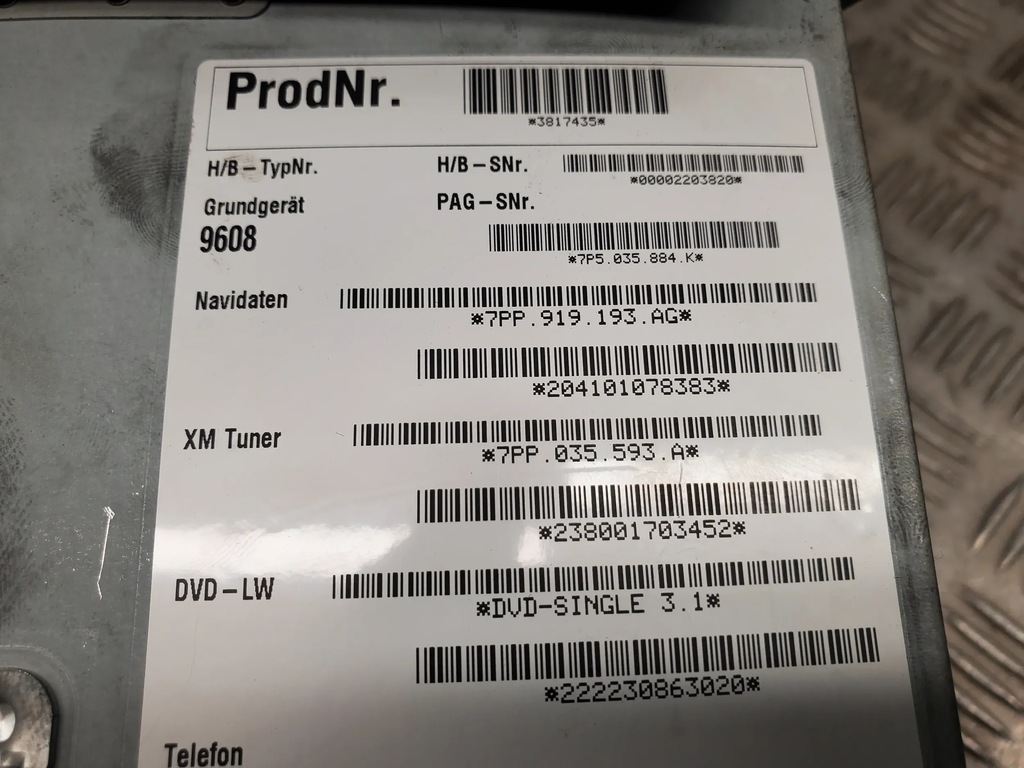 ProdNr.
*3817435*
H/B-TypNr. H/B-SNr.
*00002203820*
Grundgerät PAG-SNr.
9608
*7P5.035.884.K*
Navidaten
*7PP.919.193.AG*
*204101078383*
XM Tuner
*7PP.035.593.A*
*238001703452*
DVD-LW
*DVD-SINGLE 3.1*
*222230863020*
Telefon